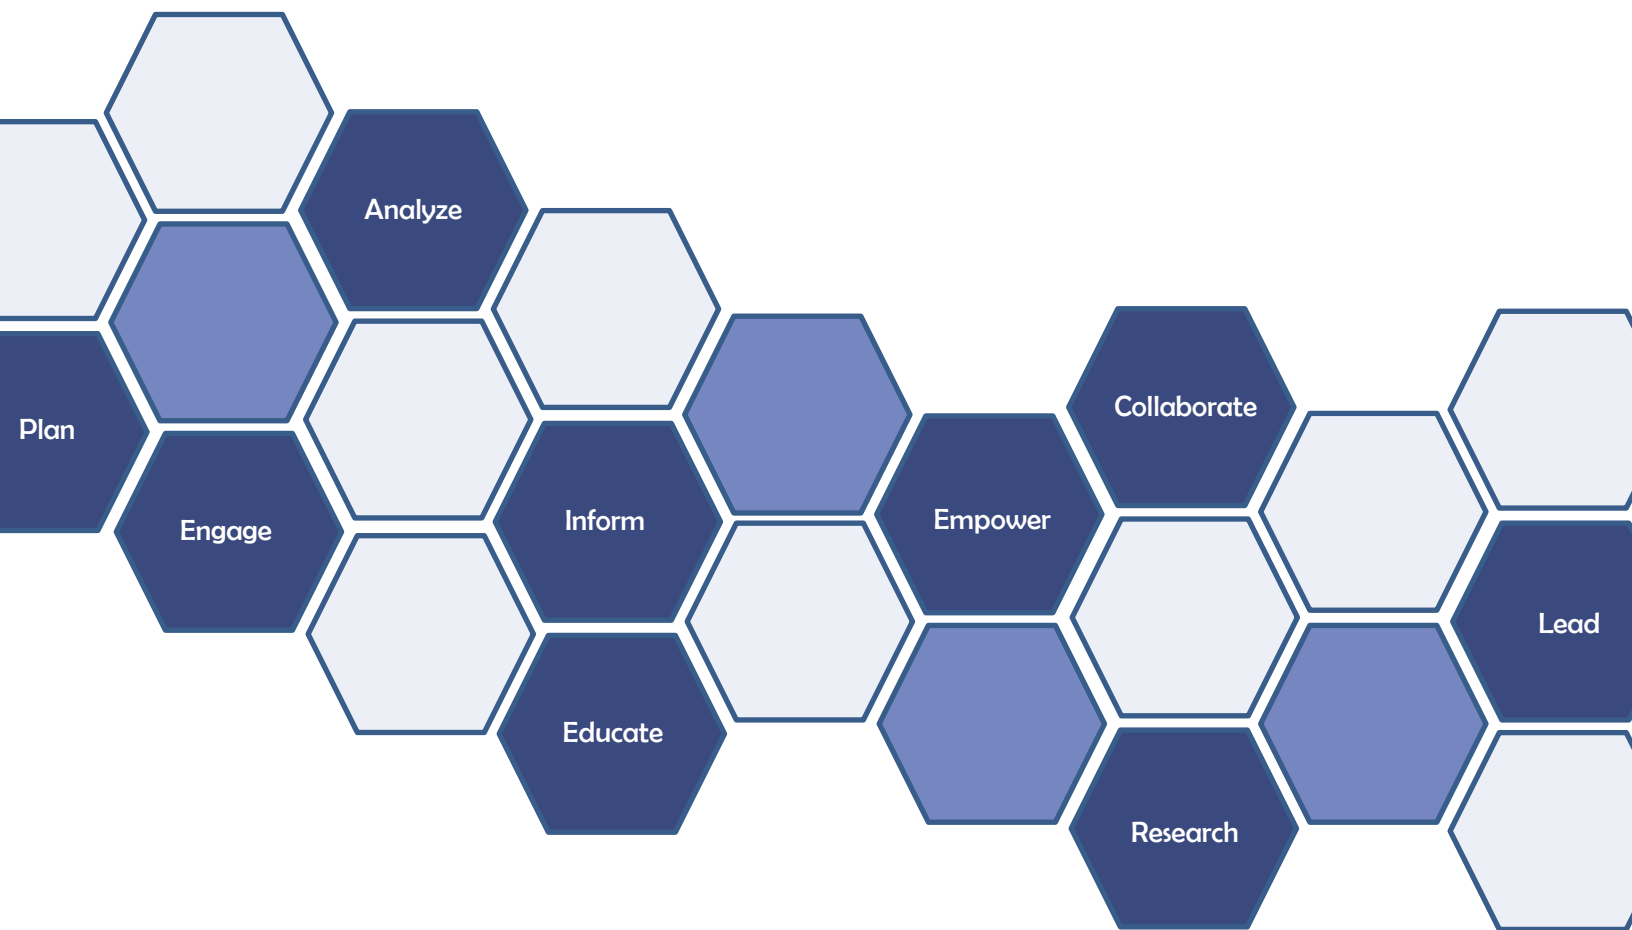 Analyze
Plan
Engage
Inform
Educate
Empower
Collaborate
Research
Lead